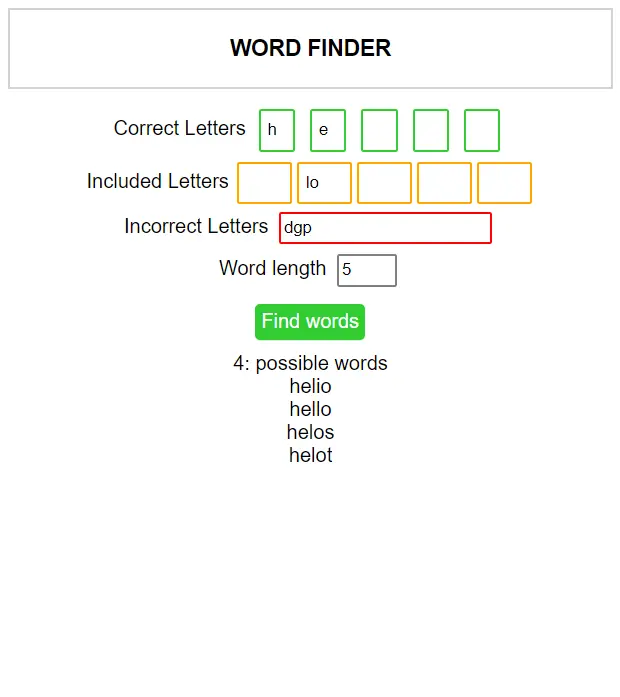 WORD FINDER
Correct Letters h e
Included Letters lo
Incorrect Letters dgp
Word length 5
Find words
4: possible words
helio
hello
helos
helot